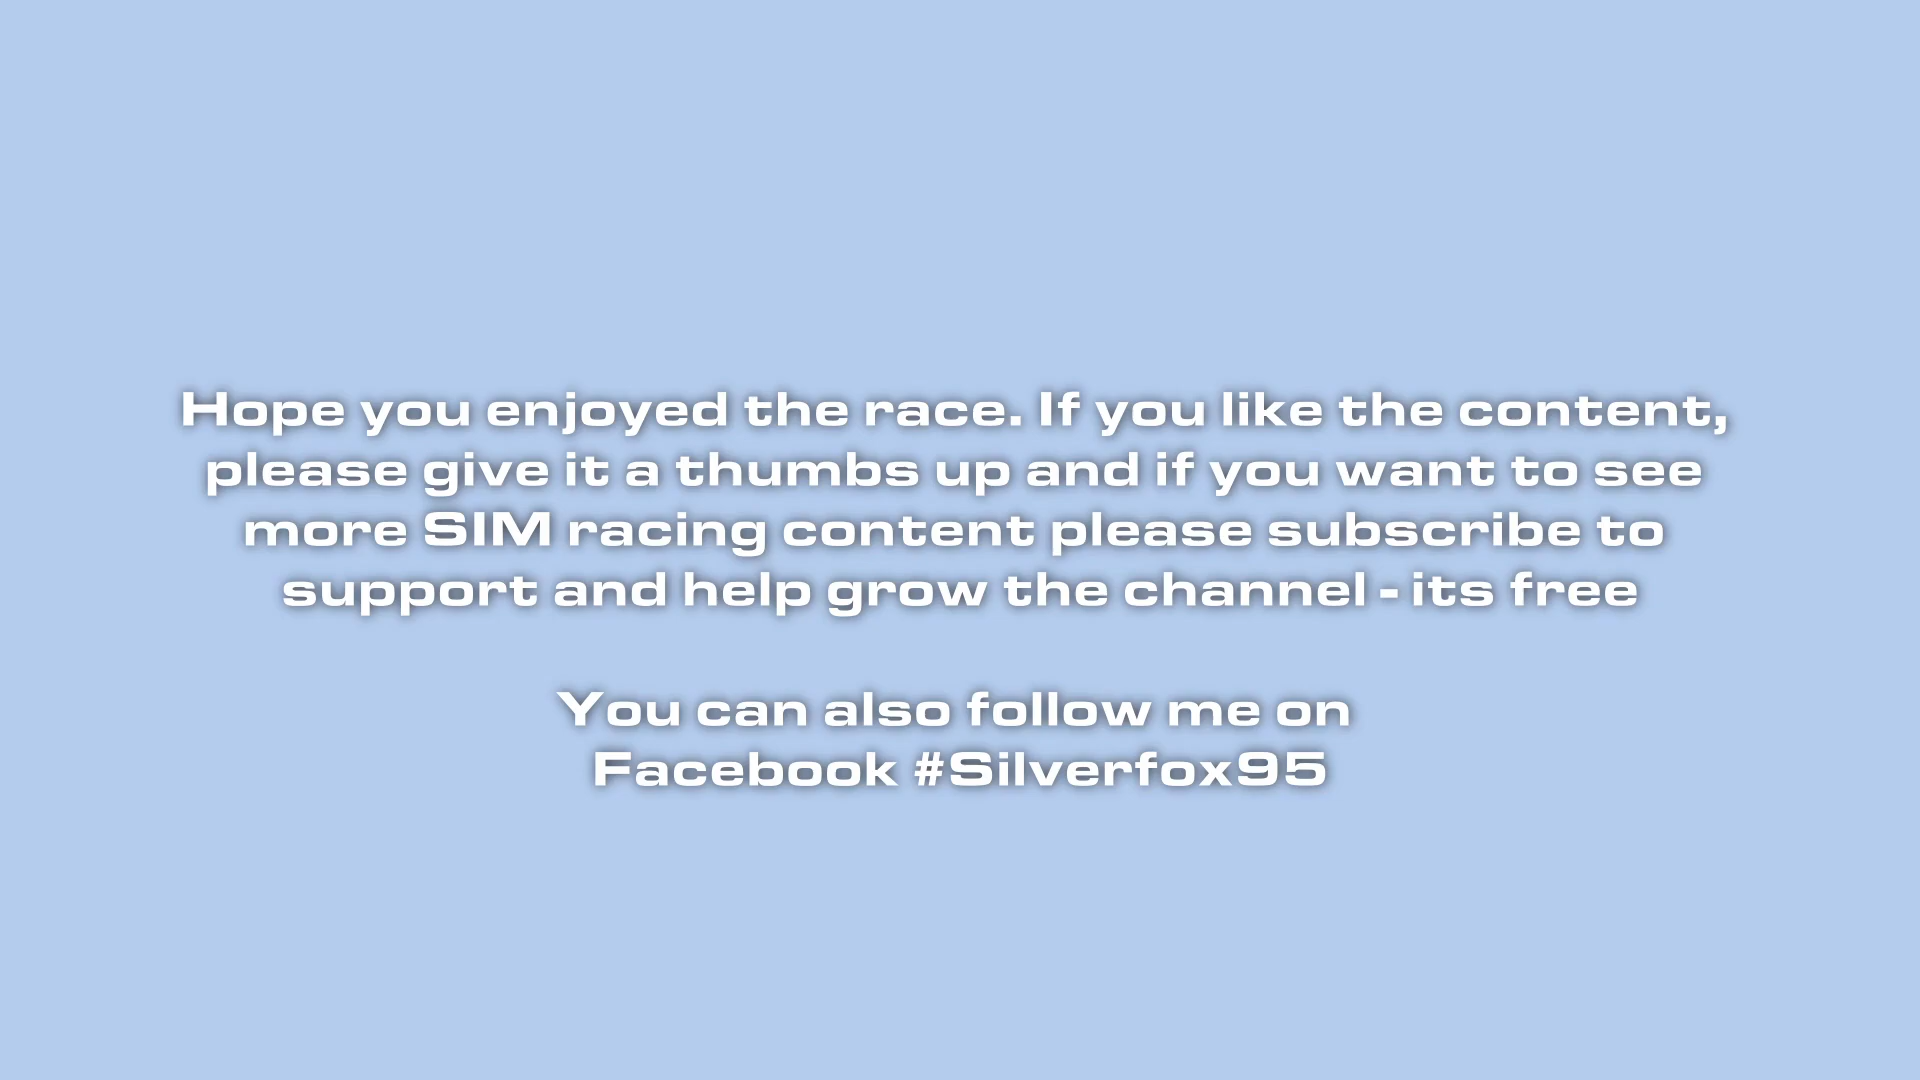 Hope you enjoyed the race. If you like the content,
please give it a thumbs up and if you want to see
more SIM racing content please subscribe to
support and help grow the channel - its free
You can also follow me on
Facebook #Silverfox95